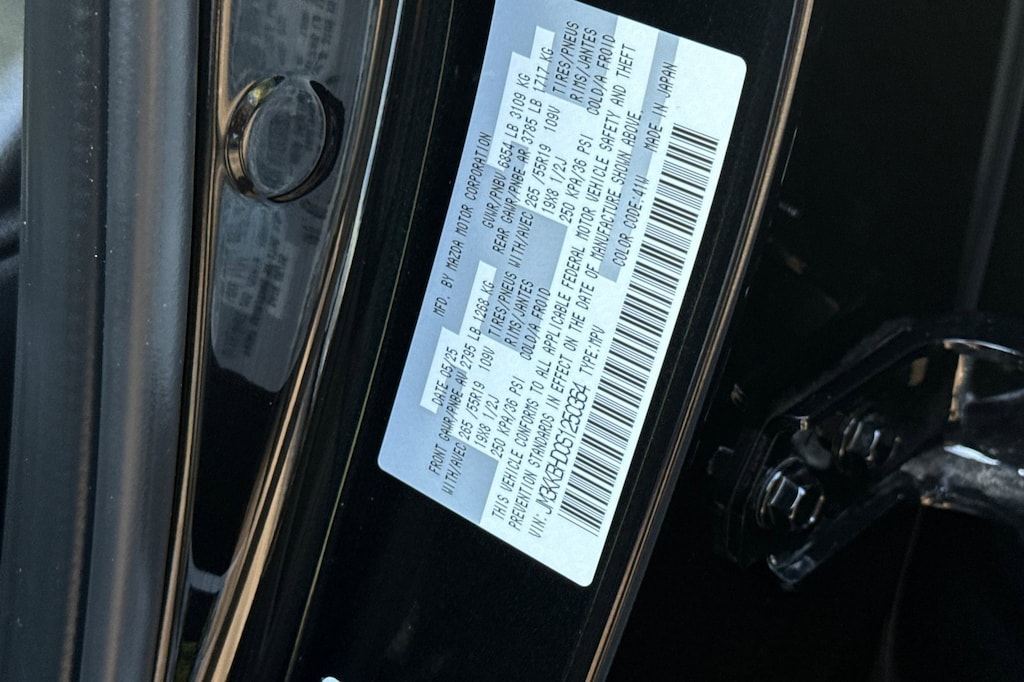 MFD. BY MAZDA MOTOR CORPORATION
DATE 05/25 GVWR/PNBV 6854 LB 3109 KG
FRONT GAWR/PNBE AV 2795 LB 1268 KG REAR GAWR/PNBE AR 3785 LB 1717 KG
WITH/AVEC 265 /55R19 109V TIRES/PNEUS WITH/AVEC 265 /55R19 109V TIRES/PNEUS
19X8 1/2J RIMS/JANTES 19X8 1/2J RIMS/JANTES
250 KPA/36 PSI COLD/A FROID 250 KPA/36 PSI COLD/A FROID
THIS VEHICLE CONFORMS TO ALL APPLICABLE FEDERAL MOTOR VEHICLE SAFETY AND THEFT
PREVENTION STANDARDS IN EFFECT ON THE DATE OF MANUFACTURE SHOWN ABOVE.
VIN: JM3KKBHD0S1250364 TYPE:MPV COLOR CODE:41W MADE IN JAPAN